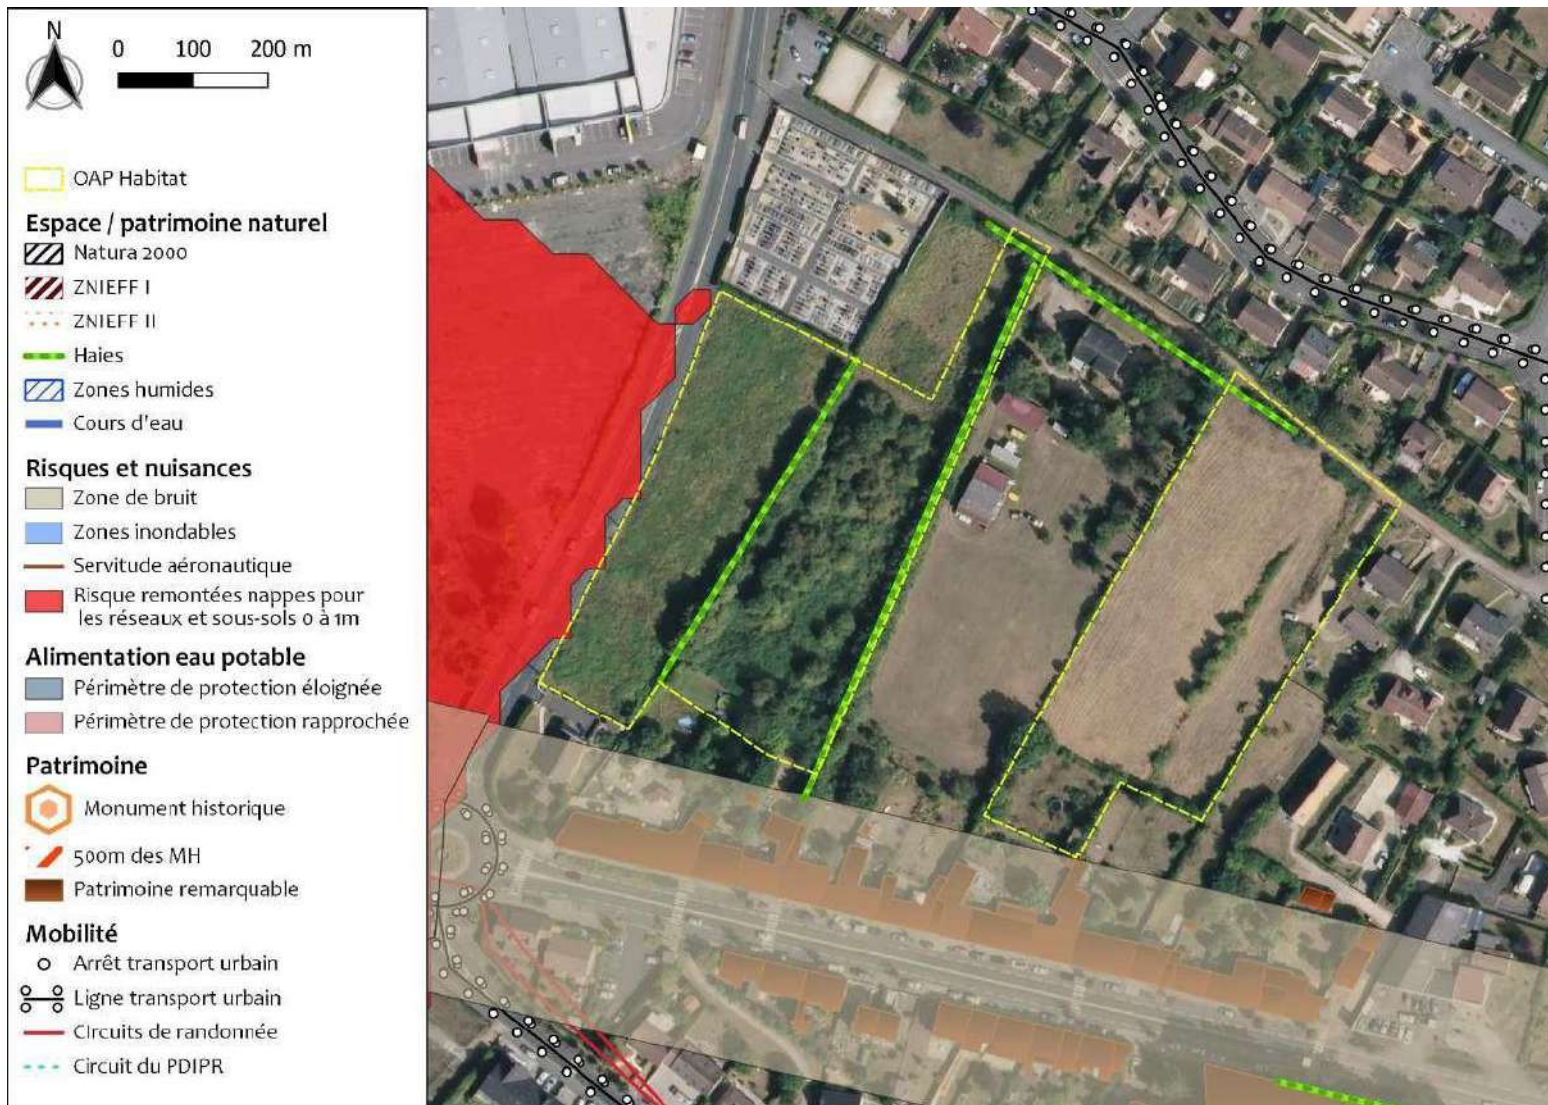 N
0 100 200 m
OAP Habitat
Espace / patrimoine naturel
Natura 2000
ZNIEFF I
ZNIEFF II
Haies
Zones humides
Cours d'eau
Risques et nuisances
Zone de bruit
Zones inondables
Servitude aéronautique
Risque remontées nappes pour
les réseaux et sous-sols 0 à 1m
Alimentation eau potable
Périmètre de protection éloignée
Périmètre de protection rapprochée
Patrimoine
Monument historique
500m des MH
Patrimoine remarquable
Mobilité
Arrêt transport urbain
Ligne transport urbain
CIrcuits de randonnée
Circuit du PDIPR